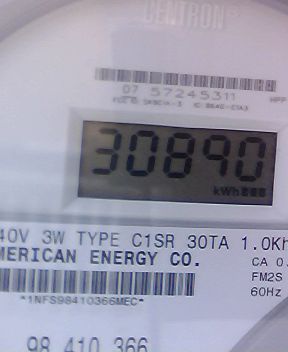 CENTRON®
07 57245311
30890
kWh
40V 3W TYPE C1SR 30TA 1.0Kh
MERICAN ENERGY CO.
CA 0.
FM2S
60Hz
*1NFS98410366MEC*
98 410 366